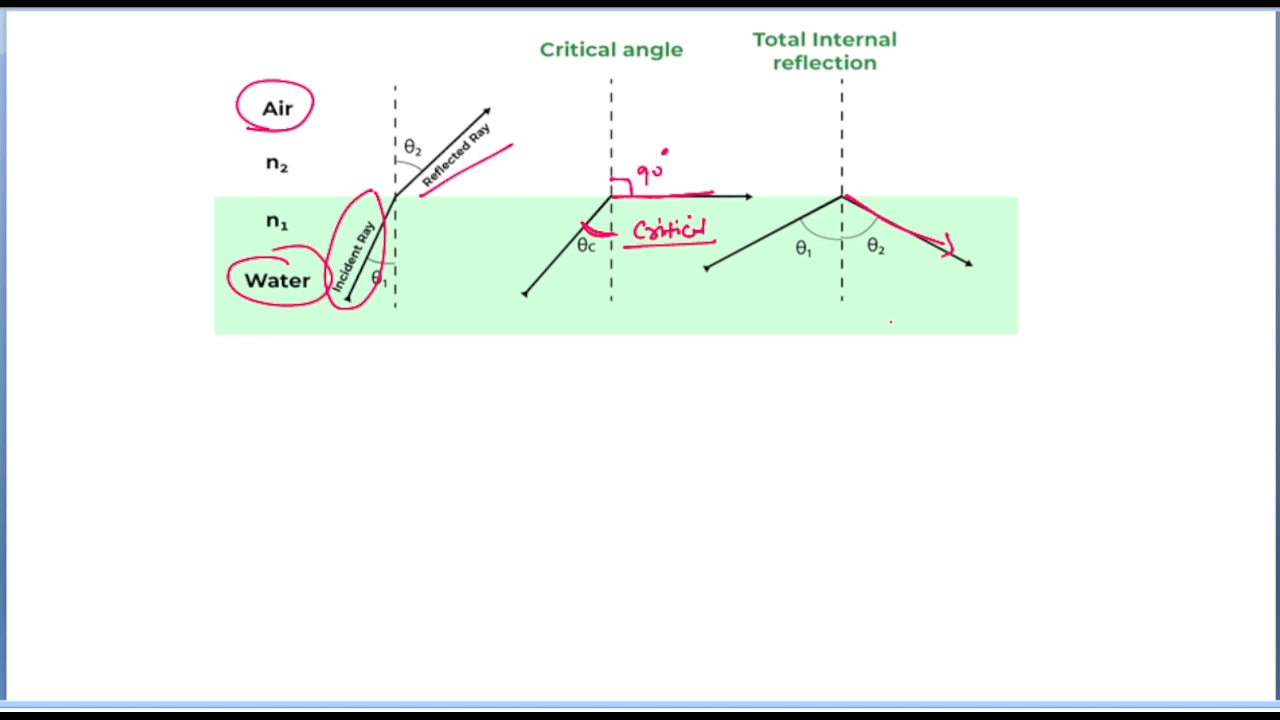 Critical angle
Total Internal
reflection
Air
n₂
θ₂
Reflected Ray
90°
n₁
Water
Incident Ray
θ₁
θc
Critical
θ₁
θ₂